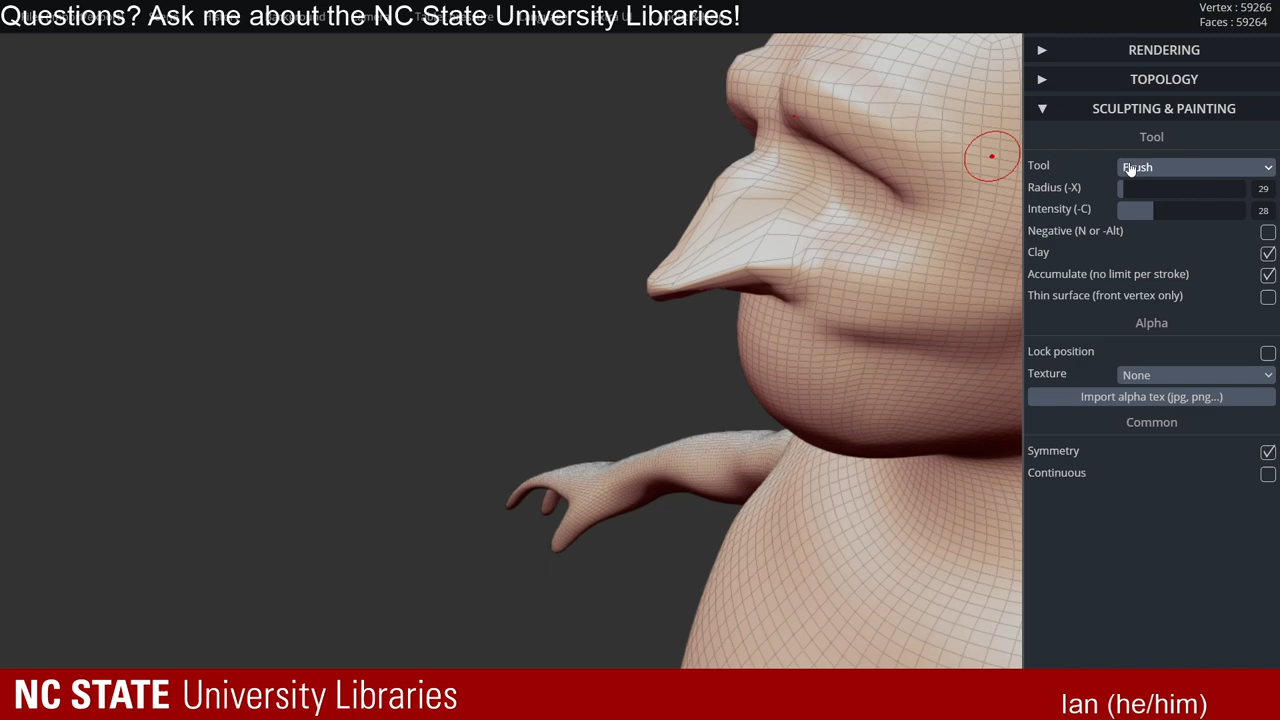 Questions? Ask me about the NC State University Libraries!
Vertex : 59266
Faces : 59264
RENDERING
TOPOLOGY
SCULPTING & PAINTING
Tool
Tool
Radius (-X) 29
Intensity (-C) 28
Negative (N or -Alt)
Clay
Accumulate (no limit per stroke)
Thin surface (front vertex only)
Alpha
Lock position
Texture None
Import alpha tex (jpg, png...)
Common
Symmetry
Continuous
NC STATE University Libraries
Ian (he/him)